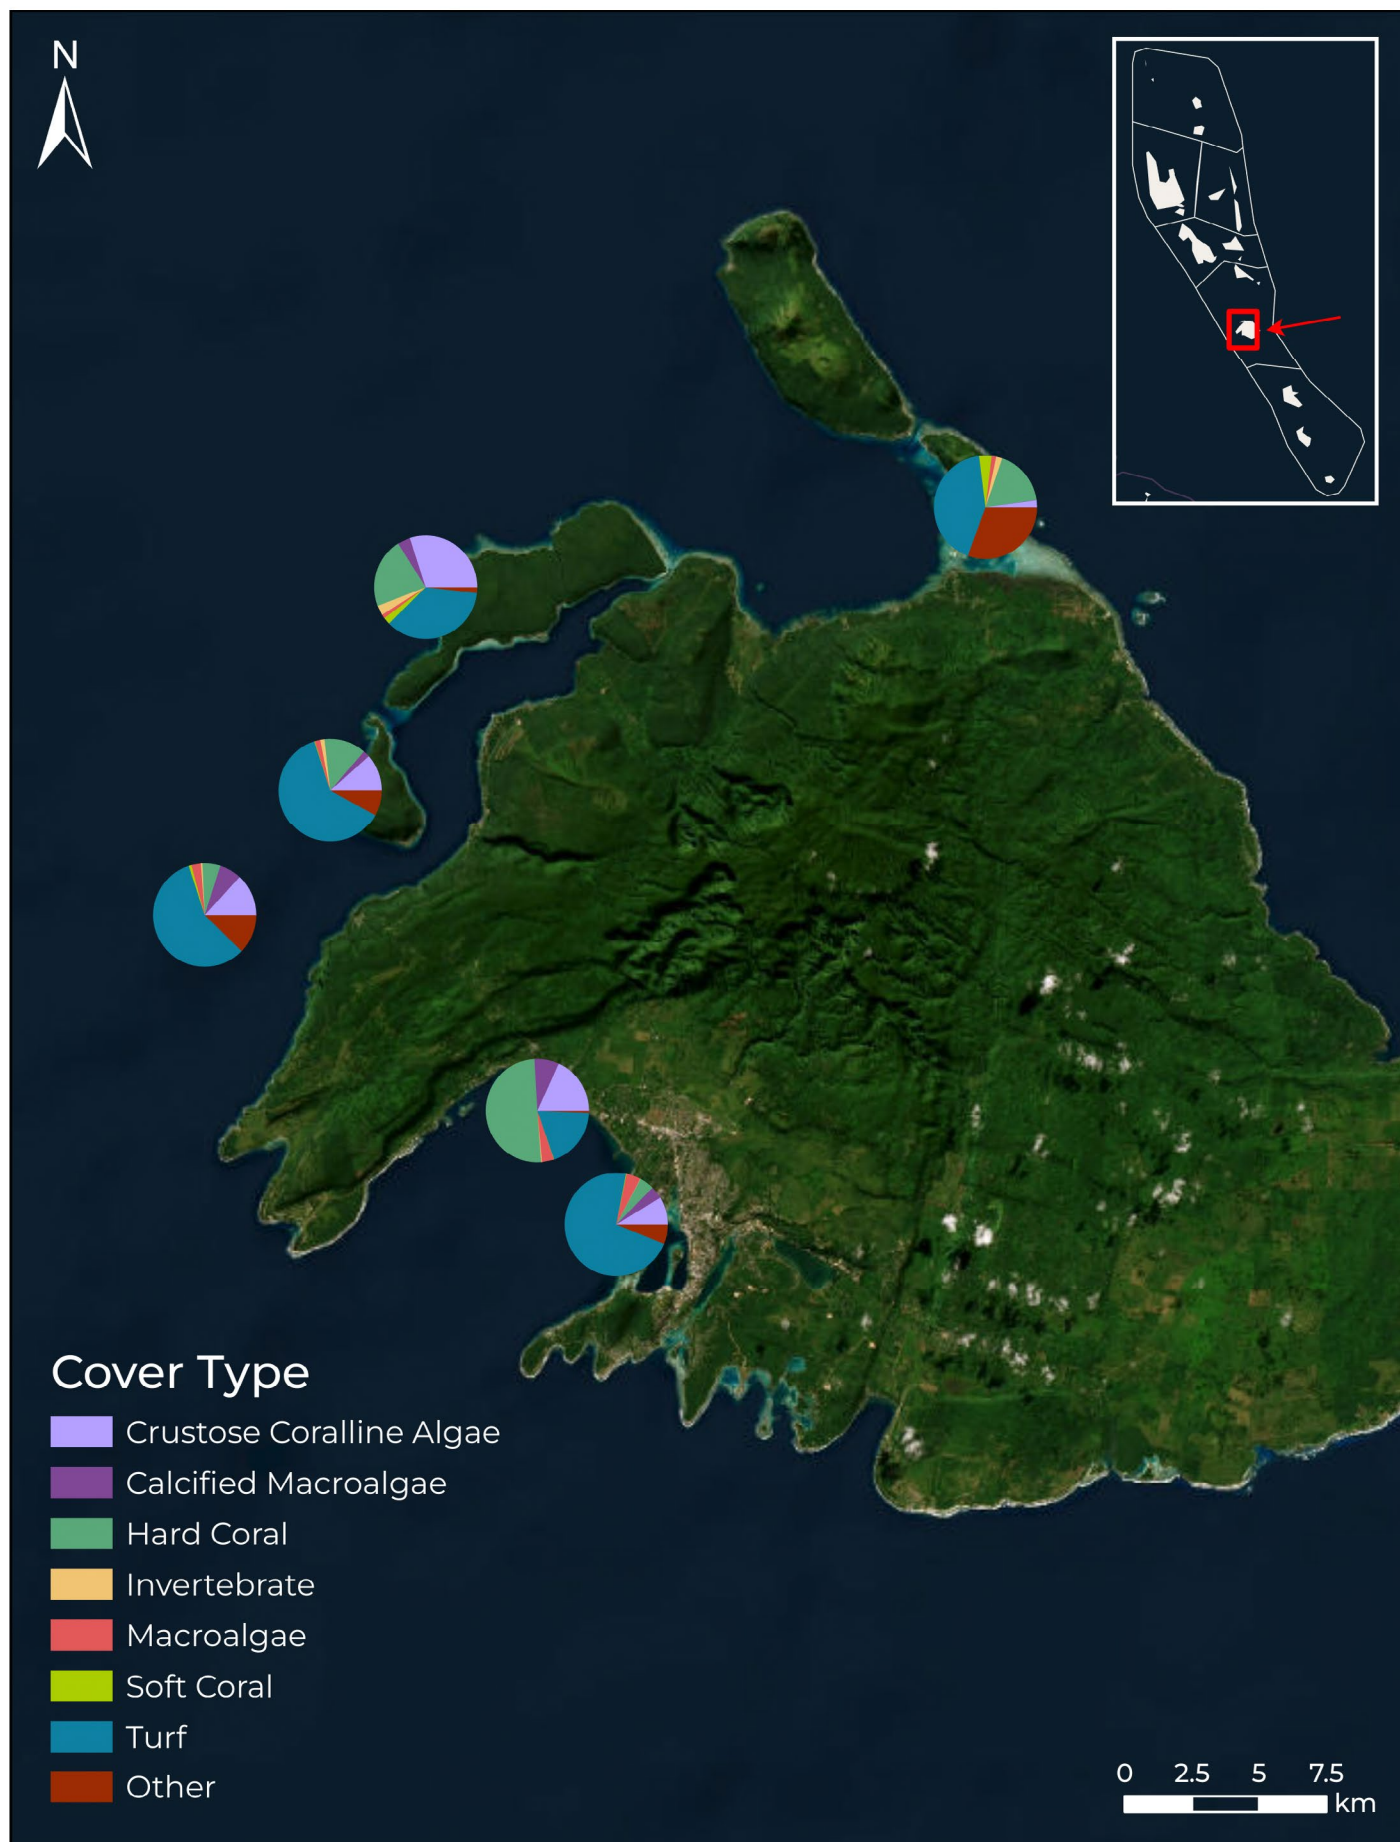 N
Cover Type
Crustose Coralline Algae
Calcified Macroalgae
Hard Coral
Invertebrate
Macroalgae
Soft Coral
Turf
Other
0 2.5 5 7.5
km